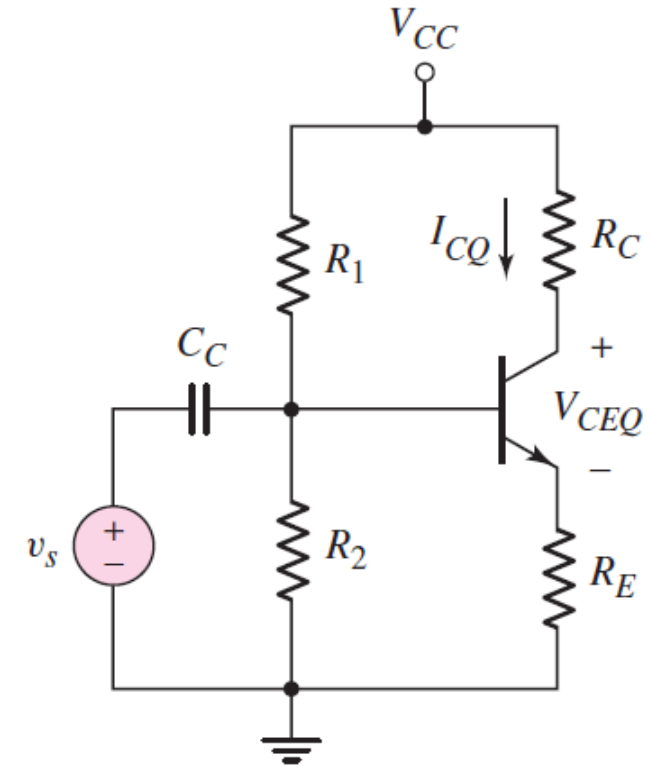 V_CC
I_CQ
R_C
R_1
C_C
+
V_CEQ
−
v_s
+
−
R_2
R_E